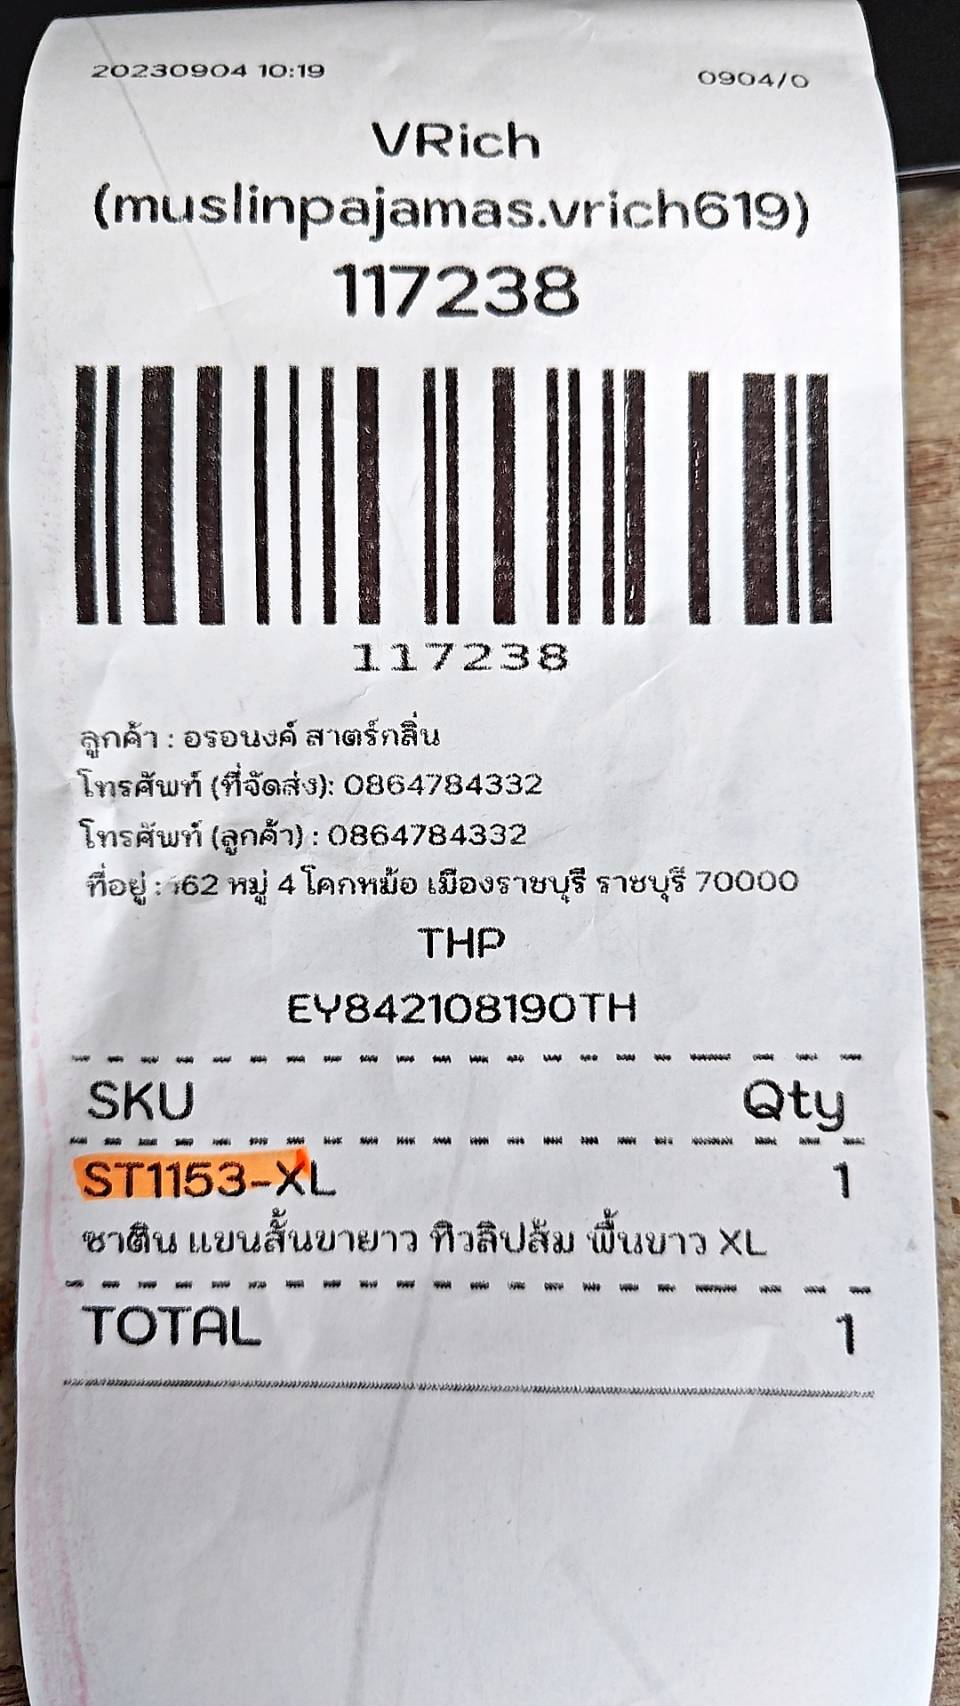 20230904 10:19 0904/0
VRich
(muslinpajamas.vrich619)
117238
117238
ลูกค้า : อรอนงค์ สาตร์กลิ่น
โทรศัพท์ (ที่จัดส่ง): 0864784332
โทรศัพท์ (ลูกค้า) : 0864784332
ที่อยู่ : 162 หมู่ 4 โคกหม้อ เมืองราชบุรี ราชบุรี 70000
THP
EY842108190TH
SKU Qty
ST1153-XL 1
ซาติน แขนสั้นขายาว ทิวลิปส้ม พื้นขาว XL
TOTAL 1